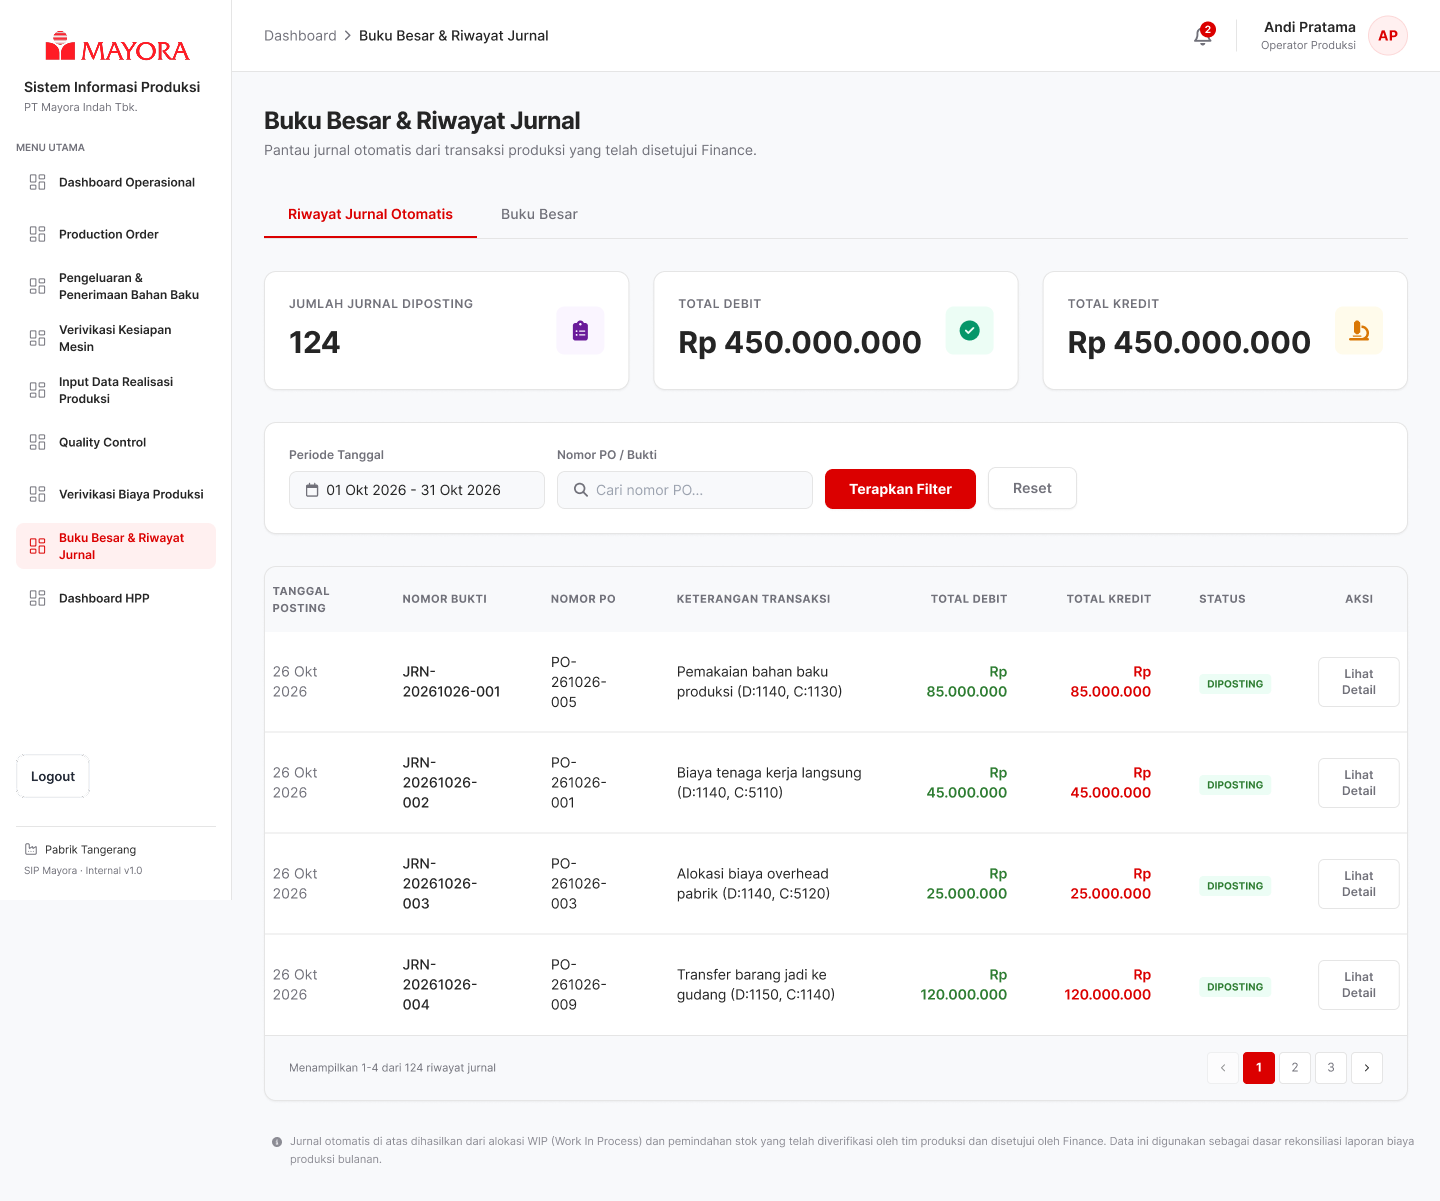 MAYORA
Sistem Informasi Produksi
PT Mayora Indah Tbk.
MENU UTAMA
Dashboard Operasional
Production Order
Pengeluaran &
Penerimaan Bahan Baku
Verivikasi Kesiapan
Mesin
Input Data Realisasi
Produksi
Quality Control
Verivikasi Biaya Produksi
Buku Besar & Riwayat
Jurnal
Dashboard HPP
Logout
Pabrik Tangerang
SIP Mayora · Internal v1.0
Dashboard > Buku Besar & Riwayat Jurnal
2
Andi Pratama
Operator Produksi
AP
Buku Besar & Riwayat Jurnal
Pantau jurnal otomatis dari transaksi produksi yang telah disetujui Finance.
Riwayat Jurnal Otomatis
Buku Besar
JUMLAH JURNAL DIPOSTING
124
TOTAL DEBIT
Rp 450.000.000
TOTAL KREDIT
Rp 450.000.000
Periode Tanggal
01 Okt 2026 - 31 Okt 2026
Nomor PO / Bukti
Cari nomor PO...
Terapkan Filter
Reset
TANGGAL
POSTING
NOMOR BUKTI
NOMOR PO
KETERANGAN TRANSAKSI
TOTAL DEBIT
TOTAL KREDIT
STATUS
AKSI
26 Okt
2026
JRN-
20261026-001
PO-
261026-
005
Pemakaian bahan baku
produksi (D:1140, C:1130)
Rp
85.000.000
Rp
85.000.000
DIPOSTING
Lihat
Detail
26 Okt
2026
JRN-
20261026-
002
PO-
261026-
001
Biaya tenaga kerja langsung
(D:1140, C:5110)
Rp
45.000.000
Rp
45.000.000
DIPOSTING
Lihat
Detail
26 Okt
2026
JRN-
20261026-
003
PO-
261026-
003
Alokasi biaya overhead
pabrik (D:1140, C:5120)
Rp
25.000.000
Rp
25.000.000
DIPOSTING
Lihat
Detail
26 Okt
2026
JRN-
20261026-
004
PO-
261026-
009
Transfer barang jadi ke
gudang (D:1150, C:1140)
Rp
120.000.000
Rp
120.000.000
DIPOSTING
Lihat
Detail
Menampilkan 1-4 dari 124 riwayat jurnal
‹ 1 2 3 ›
Jurnal otomatis di atas dihasilkan dari alokasi WIP (Work In Process) dan pemindahan stok yang telah diverifikasi oleh tim produksi dan disetujui oleh Finance. Data ini digunakan sebagai dasar rekonsiliasi laporan biaya
produksi bulanan.